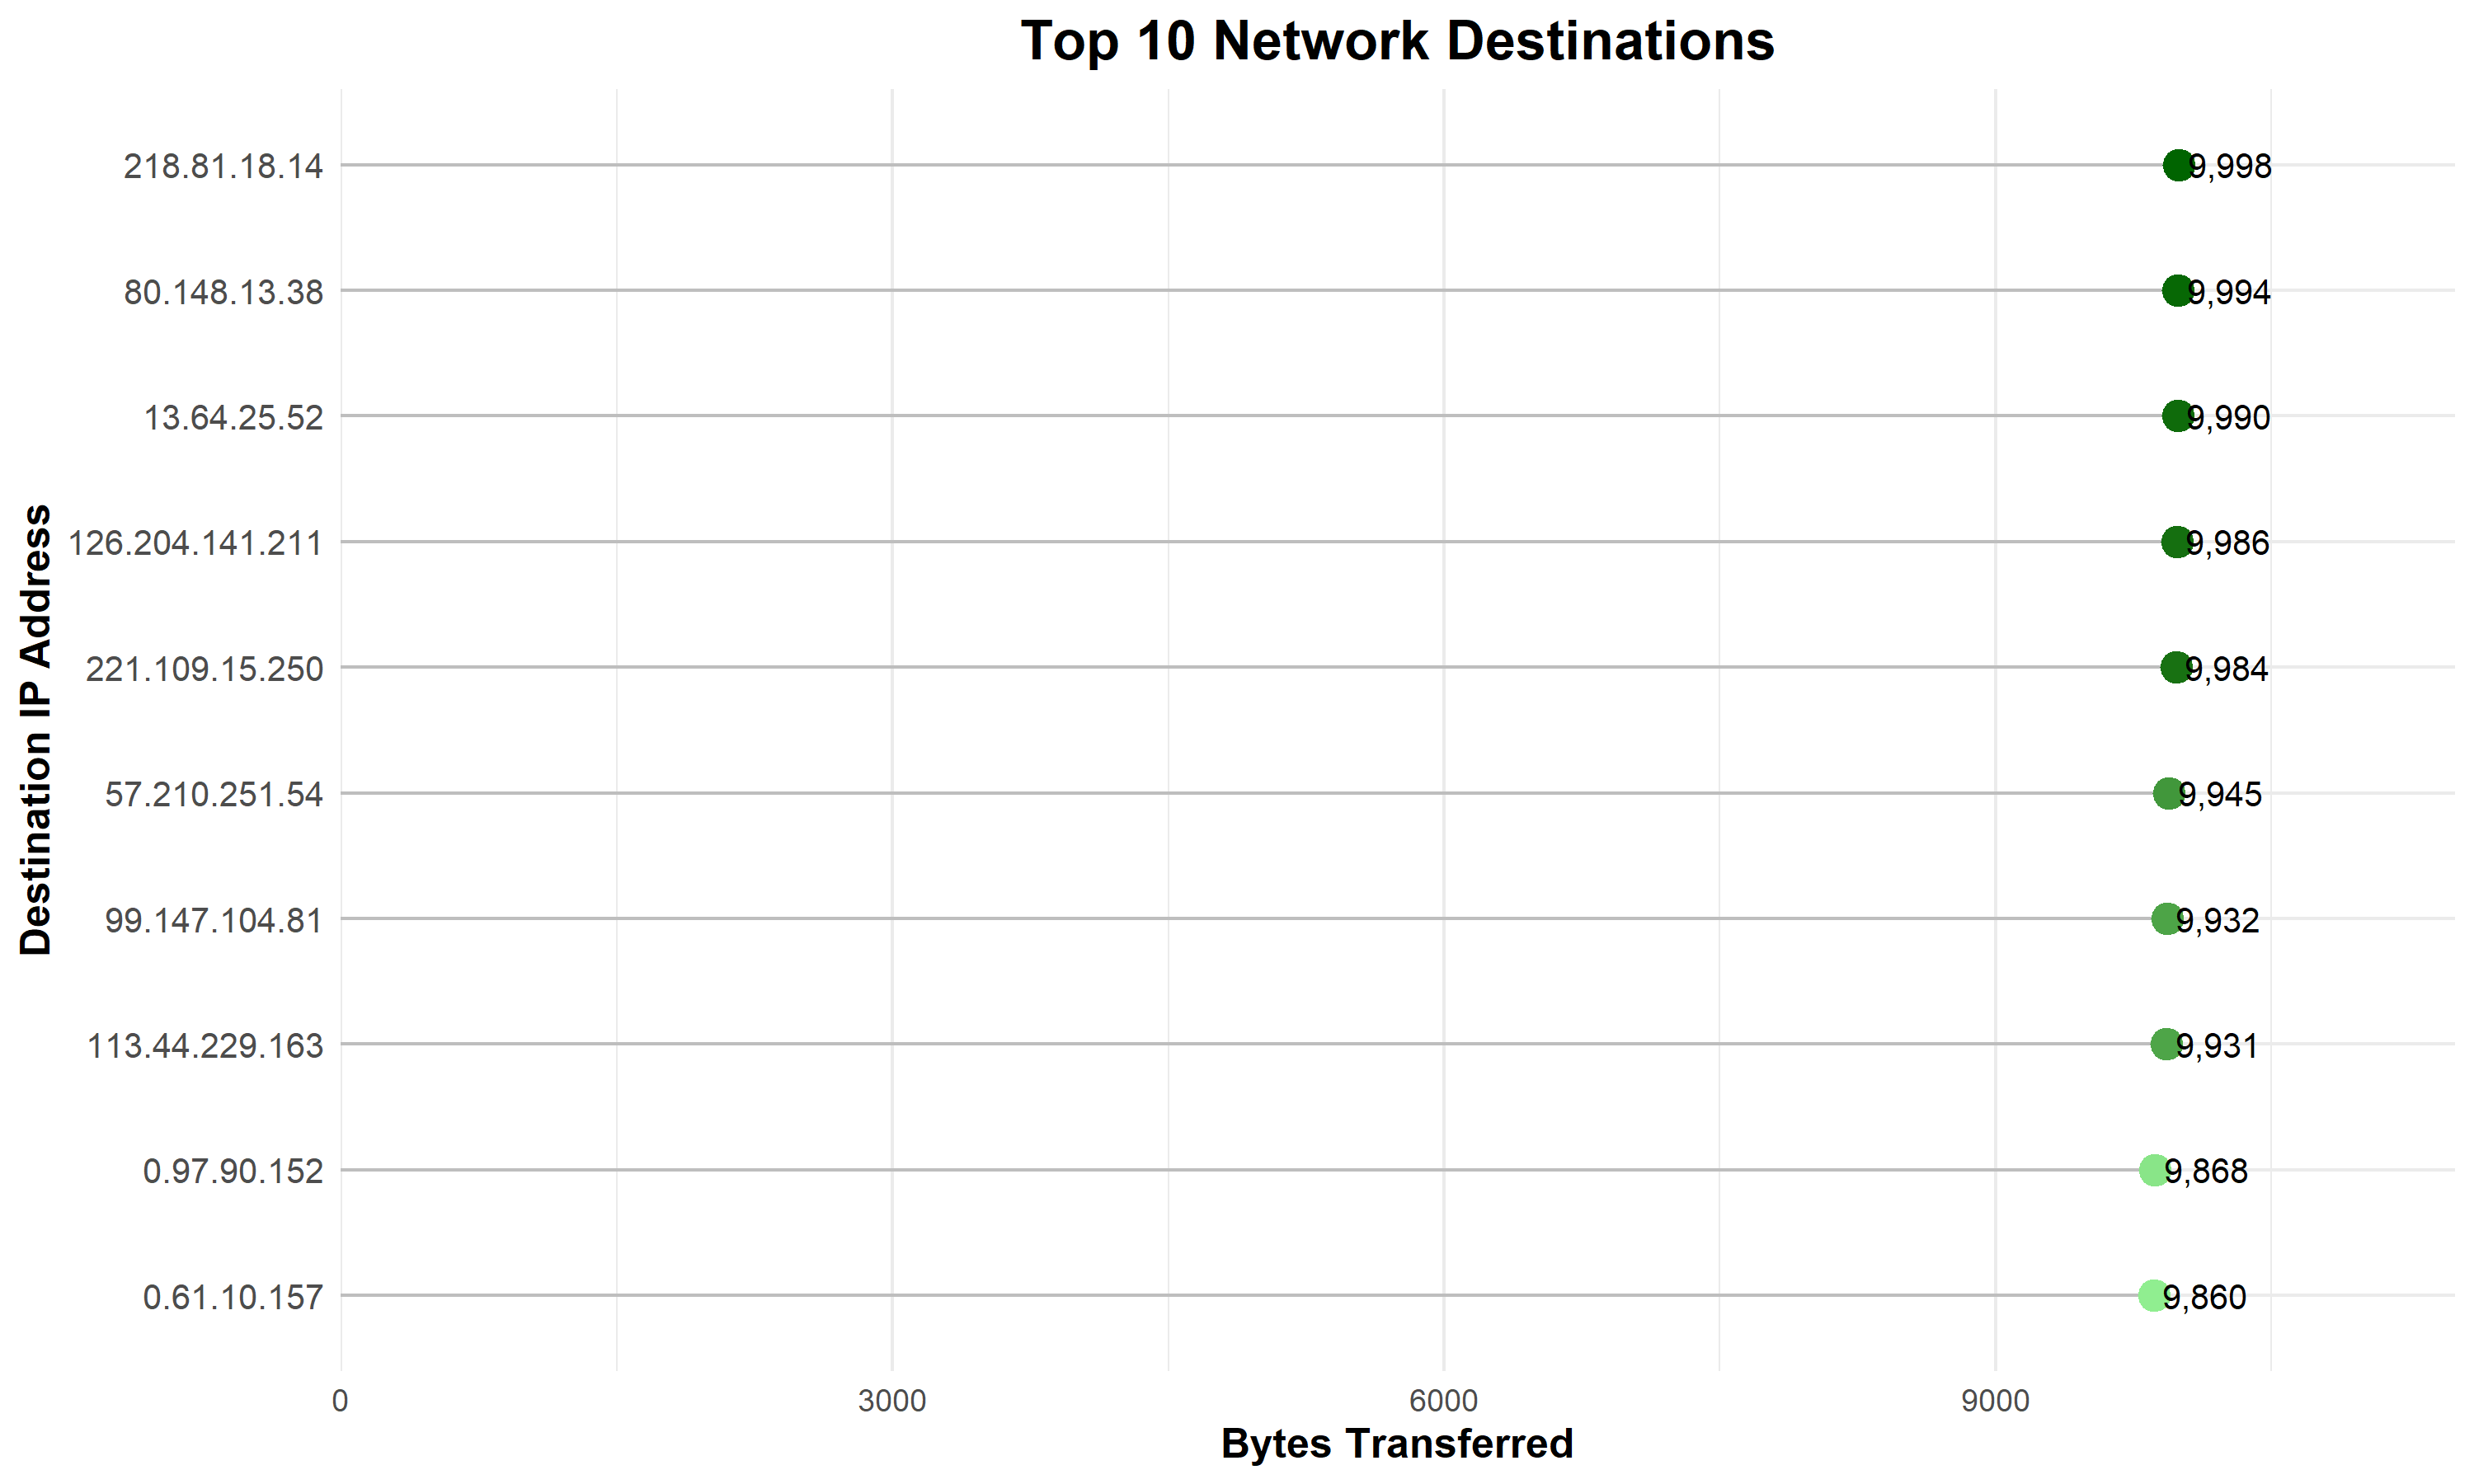 Top 10 Network Destinations
Destination IP Address
218.81.18.14 9,998
80.148.13.38 9,994
13.64.25.52 9,990
126.204.141.211 9,986
221.109.15.250 9,984
57.210.251.54 9,945
99.147.104.81 9,932
113.44.229.163 9,931
0.97.90.152 9,868
0.61.10.157 9,860
0 3000 6000 9000
Bytes Transferred